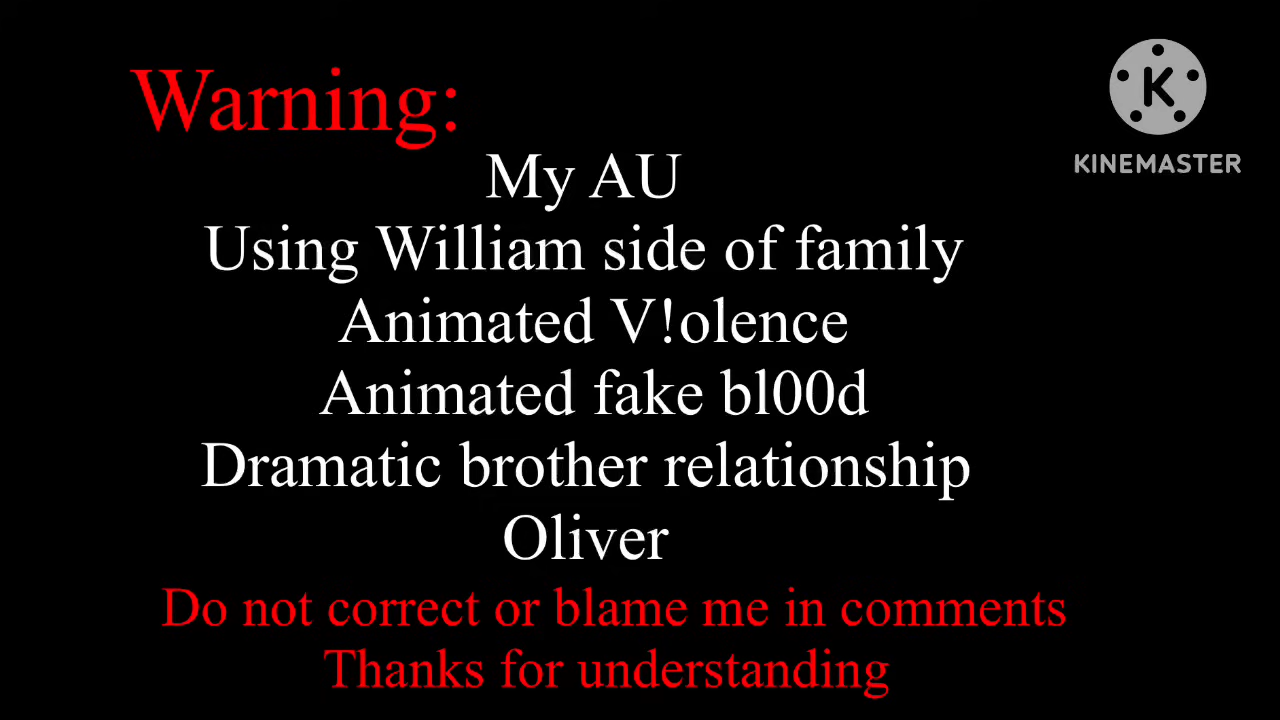 Warning:
K
KINEMASTER
My AU
Using William side of family
Animated V!olence
Animated fake bl00d
Dramatic brother relationship
Oliver
Do not correct or blame me in comments
Thanks for understanding